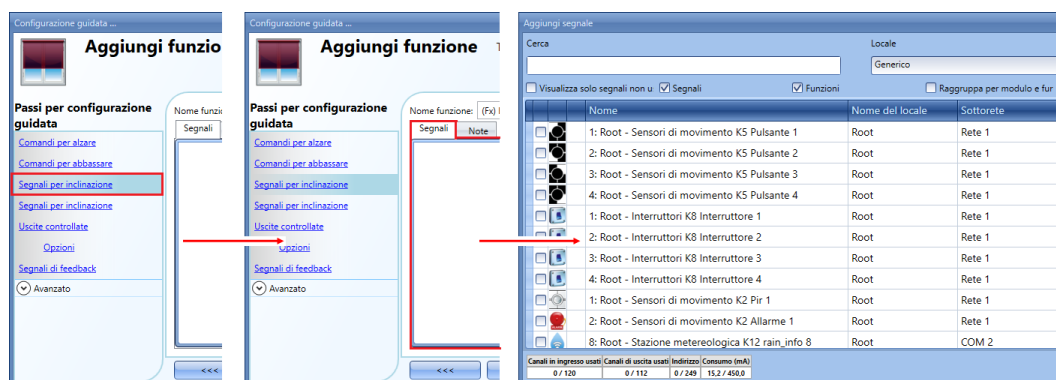 Configurazione guidata ...
Aggiungi funzio
Passi per configurazione
guidata
Comandi per alzare
Comandi per abbassare
Segnali per inclinazione
Segnali per inclinazione
Uscite controllate
Opzioni
Segnali di feedback
Avanzato
Nome funzi
Segnali
<<<
Configurazione guidata ...
Aggiungi funzione
Passi per configurazione
guidata
Comandi per alzare
Comandi per abbassare
Segnali per inclinazione
Segnali per inclinazione
Uscite controllate
Opzioni
Segnali di feedback
Avanzato
Nome funzione: (Fx)
Segnali Note
<<<
Aggiungi segnale
Cerca Locale
Generico
Visualizza solo segnali non u Segnali Funzioni Raggruppa per modulo e fur
Nome Nome del locale Sottorete
1: Root - Sensori di movimento K5 Pulsante 1 Root Rete 1
2: Root - Sensori di movimento K5 Pulsante 2 Root Rete 1
3: Root - Sensori di movimento K5 Pulsante 3 Root Rete 1
4: Root - Sensori di movimento K5 Pulsante 4 Root Rete 1
1: Root - Interruttori K8 Interruttore 1 Root Rete 1
2: Root - Interruttori K8 Interruttore 2 Root Rete 1
3: Root - Interruttori K8 Interruttore 3 Root Rete 1
4: Root - Interruttori K8 Interruttore 4 Root Rete 1
1: Root - Sensori di movimento K2 Pir 1 Root Rete 1
2: Root - Sensori di movimento K2 Allarme 1 Root Rete 1
8: Root - Stazione metereologica K12 rain_info 8 Root COM 2
Canali in ingresso usati Canali di uscita usati Indirizzo Consumo (mA)
0 / 120 0 / 112 0 / 249 15,2 / 450,0